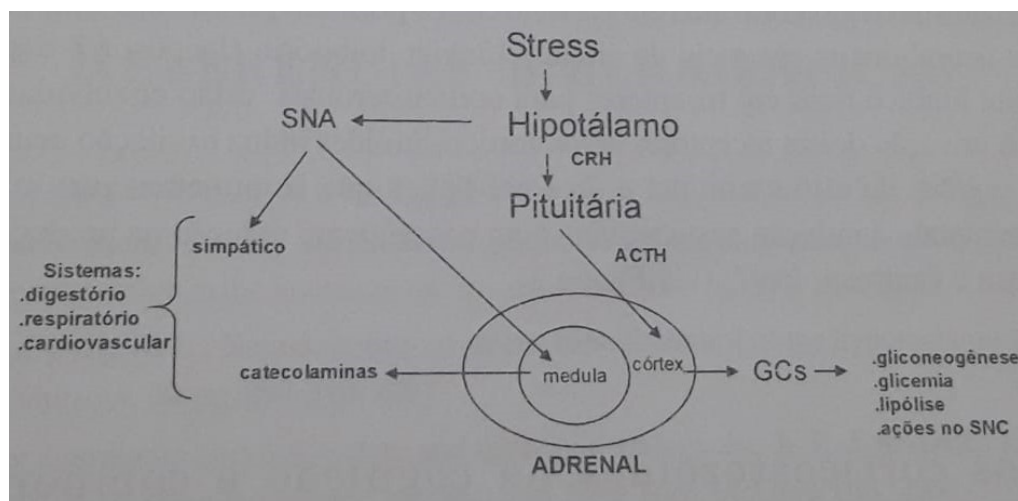 Stress
SNA
Hipotálamo
CRH
Pituitária
simpático
ACTH
Sistemas:
.digestório
.respiratório
.cardiovascular
catecolaminas
medula
córtex
GCs
.gliconeogênese
.glicemia
.lipólise
.ações no SNC
ADRENAL